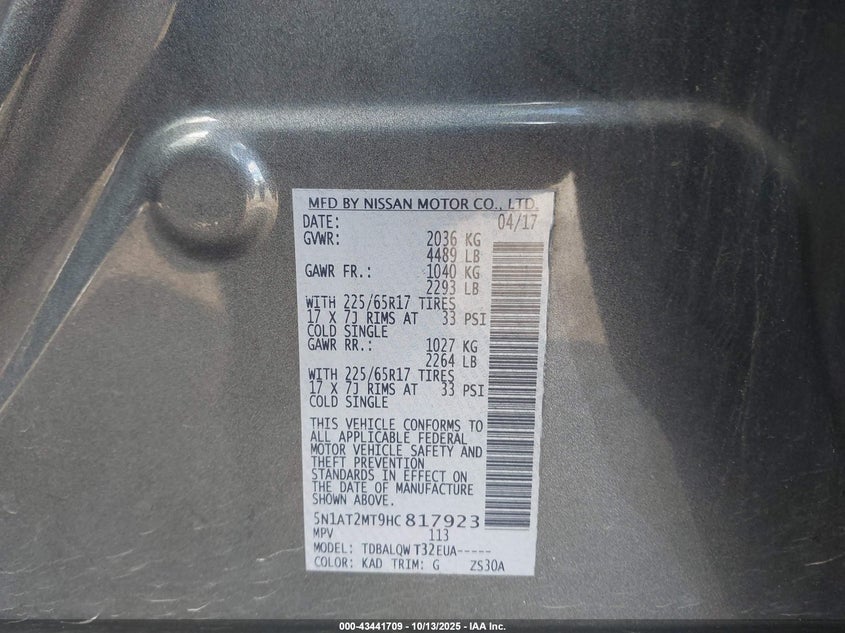 MFD BY NISSAN MOTOR CO., LTD.
DATE: 04/17
GVWR: 2036 KG
4489 LB
GAWR FR.: 1040 KG
2293 LB
WITH 225/65R17 TIRES
17 X 7J RIMS AT 33 PSI
COLD SINGLE
GAWR RR.: 1027 KG
2264 LB
WITH 225/65R17 TIRES
17 X 7J RIMS AT 33 PSI
COLD SINGLE
THIS VEHICLE CONFORMS TO
ALL APPLICABLE FEDERAL
MOTOR VEHICLE SAFETY AND
THEFT PREVENTION
STANDARDS IN EFFECT ON
THE DATE OF MANUFACTURE
SHOWN ABOVE.
5N1AT2MT9HC817923
MPV 113
MODEL: TDBALQW T32EUA-----
COLOR: KAD TRIM: G ZS30A
000-43441709 - 10/13/2025 - IAA Inc.